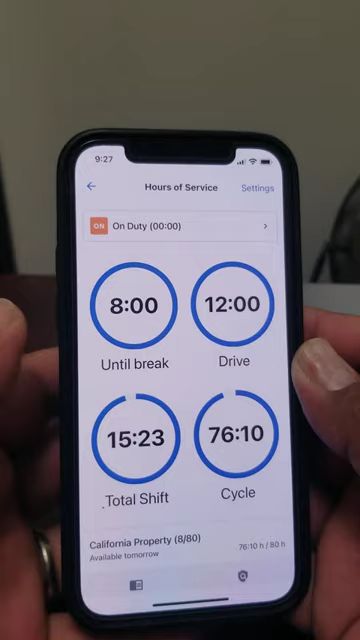 9:27
Hours of Service
Settings
ON On Duty (00:00)
8:00
12:00
Until break
Drive
15:23
76:10
Total Shift
Cycle
California Property (8/80)
76:10 h / 80 h
Available tomorrow